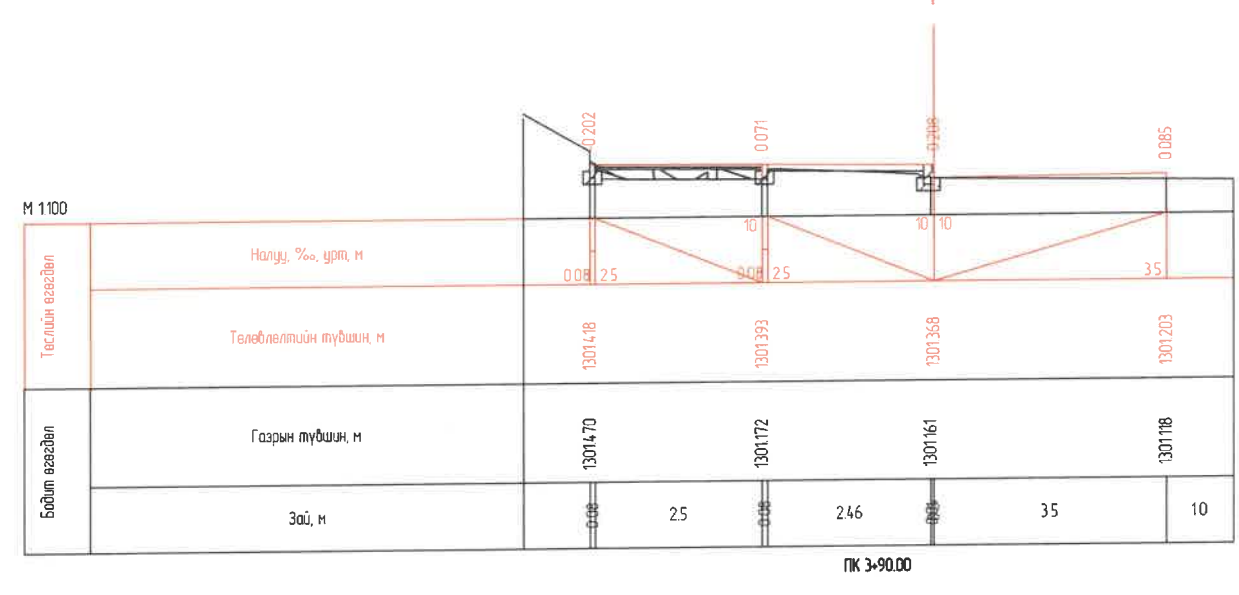 0.202
0.071
0.208
0.085
М 1:100
Төслийн өгөгдөл
Налуу, ‰, урт, м
0.08 2.5
10
0.08 2.5
10 10
3.5
Төлөвлөлтийн түвшин, м
1301.418
1301.393
1301.368
1301.203
Бодит өгөгдөл
Газрын түвшин, м
1301.470
1301.172
1301.161
1301.118
Зай, м
0.08
2.5
0.08
2.46
3.5
10
ПК 3+90.00